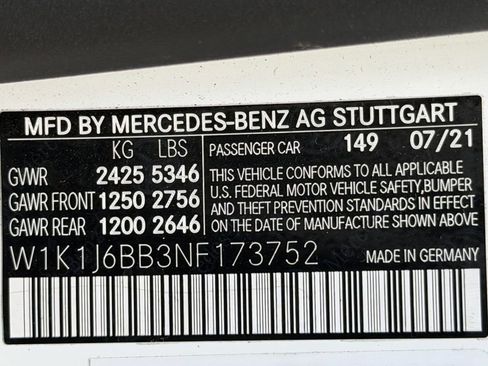 MFD BY MERCEDES-BENZ AG STUTTGART
KG LBS PASSENGER CAR 149 07/21
GVWR 2425 5346
GAWR FRONT 1250 2756
GAWR REAR 1200 2646
THIS VEHICLE CONFORMS TO ALL APPLICABLE
U.S. FEDERAL MOTOR VEHICLE SAFETY, BUMPER
AND THEFT PREVENTION STANDARDS IN EFFECT
ON THE DATE OF MANUFACTURE SHOWN ABOVE.
W1K1J6BB3NF173752 MADE IN GERMANY